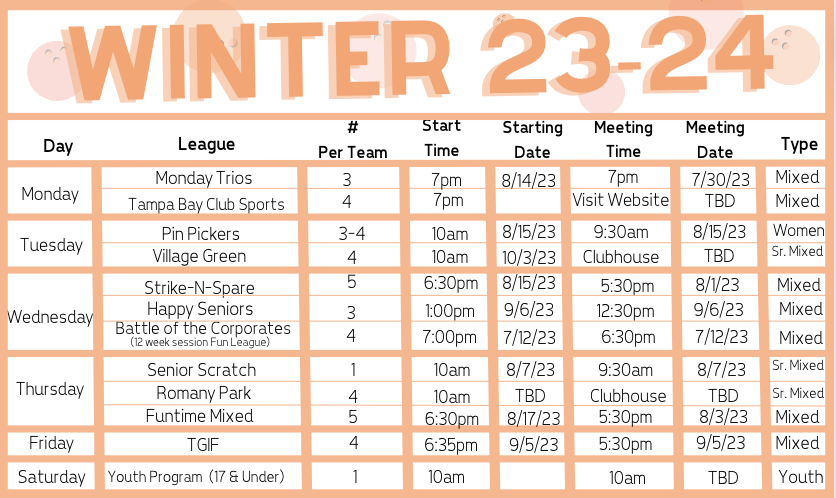 WINTER 23-24
Day League # Per Team Start Time Starting Date Meeting Time Meeting Date Type
Monday Monday Trios 3 7pm 8/14/23 7pm 7/30/23 Mixed
Tampa Bay Club Sports 4 7pm Visit Website TBD Mixed
Tuesday Pin Pickers 3-4 10am 8/15/23 9:30am 8/15/23 Women
Village Green 4 10am 10/3/23 Clubhouse TBD Sr. Mixed
Wednesday Strike-N-Spare 5 6:30pm 8/15/23 5:30pm 8/1/23 Mixed
Happy Seniors 3 1:00pm 9/6/23 12:30pm 9/6/23 Mixed
Battle of the Corporates 4 7:00pm 7/12/23 6:30pm 7/12/23 Mixed
(12 week session Fun League)
Thursday Senior Scratch 1 10am 8/7/23 9:30am 8/7/23 Sr. Mixed
Romany Park 4 10am TBD Clubhouse TBD Sr. Mixed
Funtime Mixed 5 6:30pm 8/17/23 5:30pm 8/3/23 Mixed
Friday TGIF 4 6:35pm 9/5/23 5:30pm 9/5/23 Mixed
Saturday Youth Program (17 & Under) 1 10am 10am TBD Youth